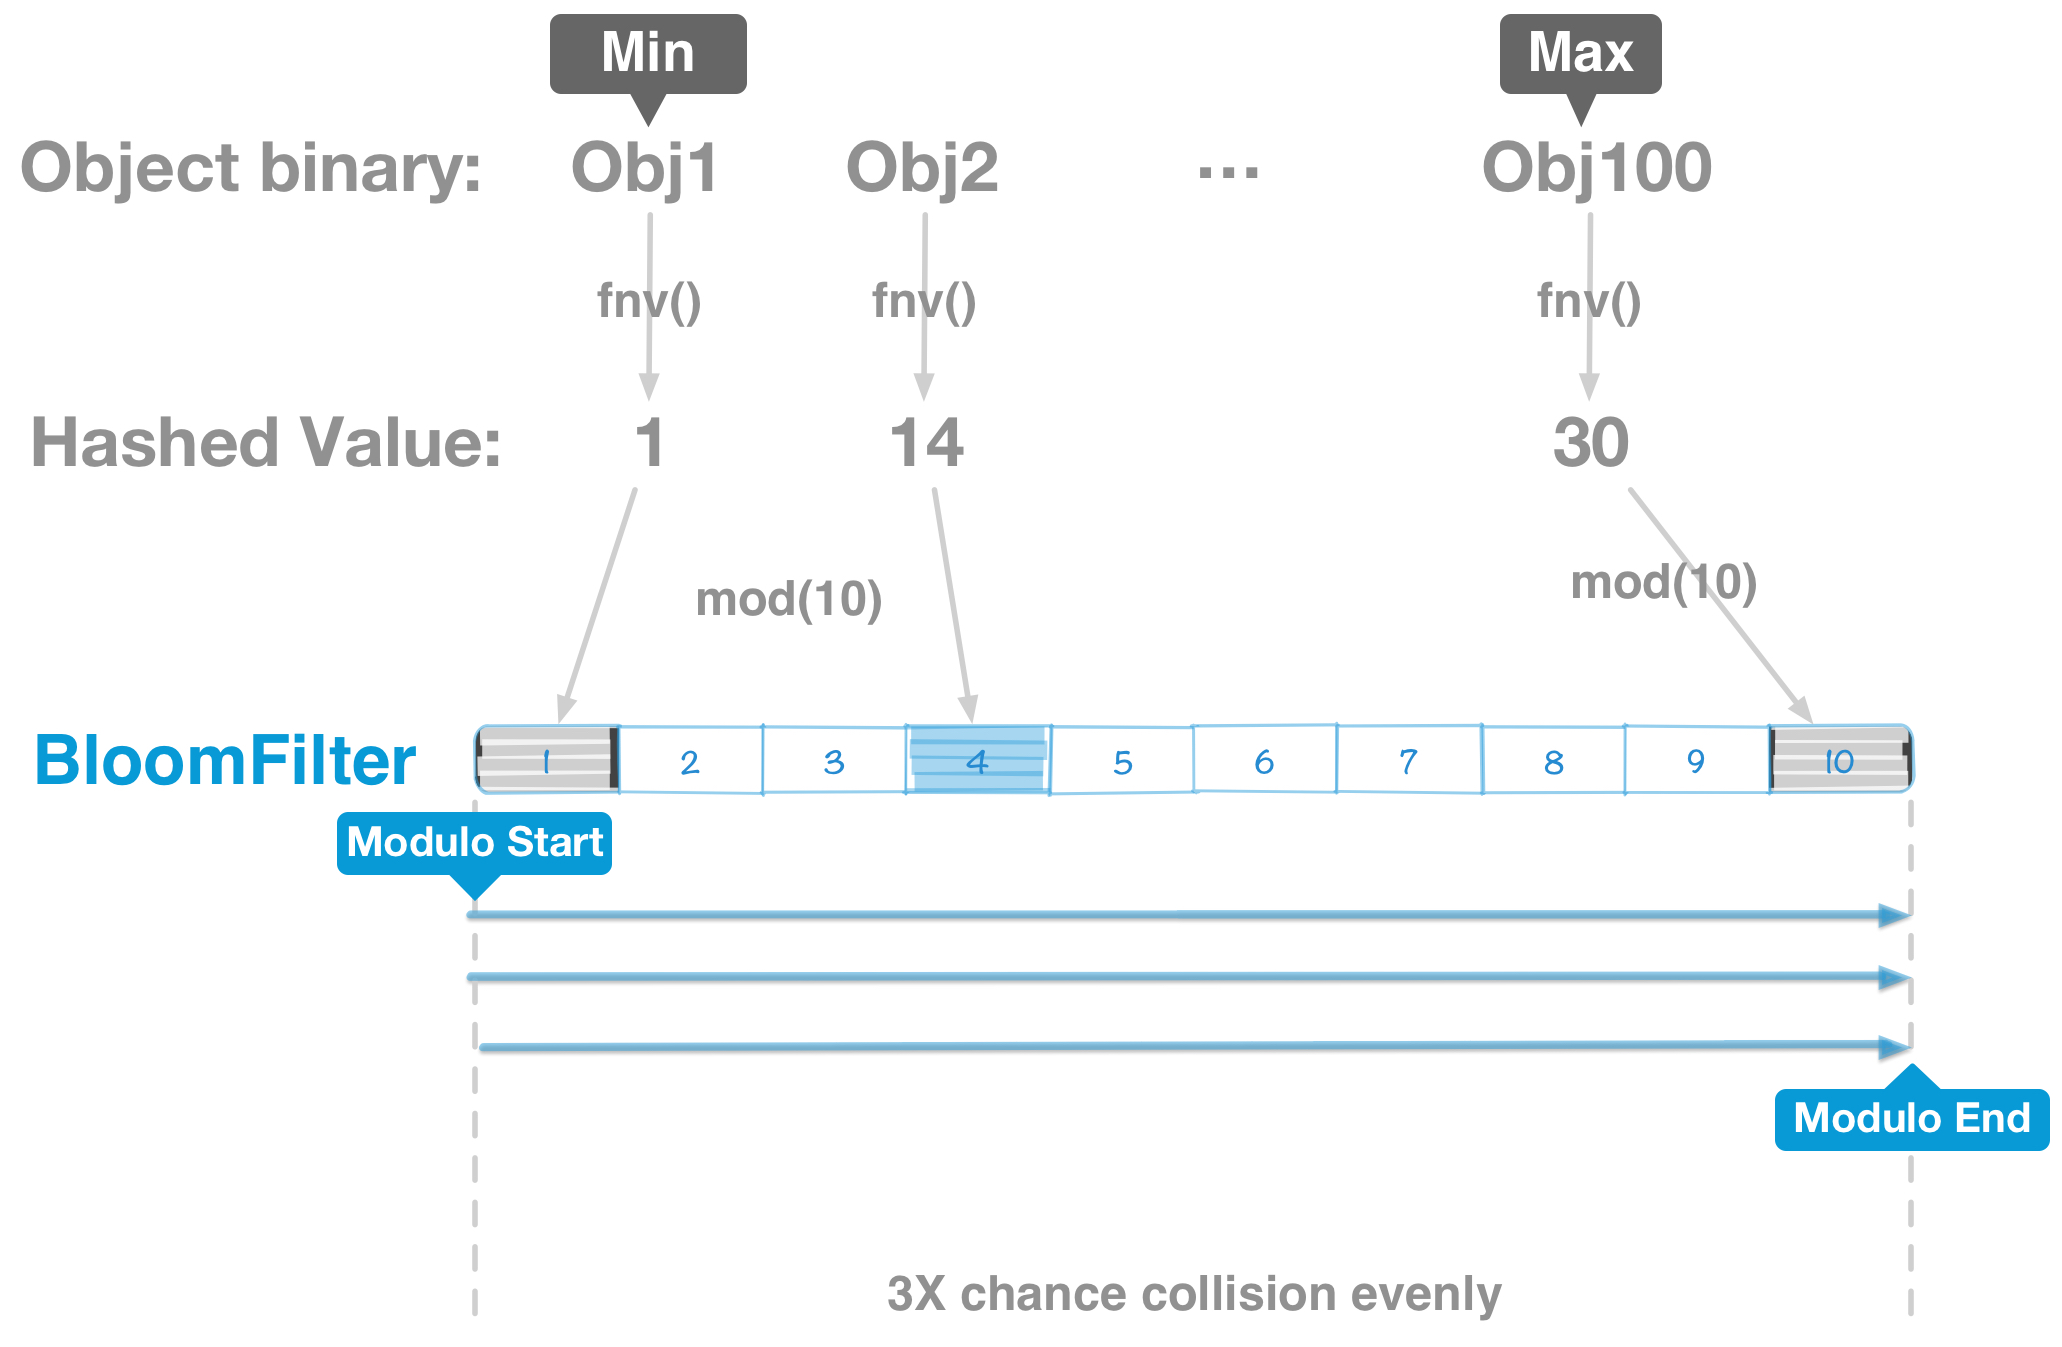 Min Max
Object binary: Obj1 Obj2 ... Obj100
fnv() fnv() fnv()
Hashed Value: 1 14 30
mod(10) mod(10)
BloomFilter 1 2 3 4 5 6 7 8 9 10
Modulo Start
Modulo End
3X chance collision evenly